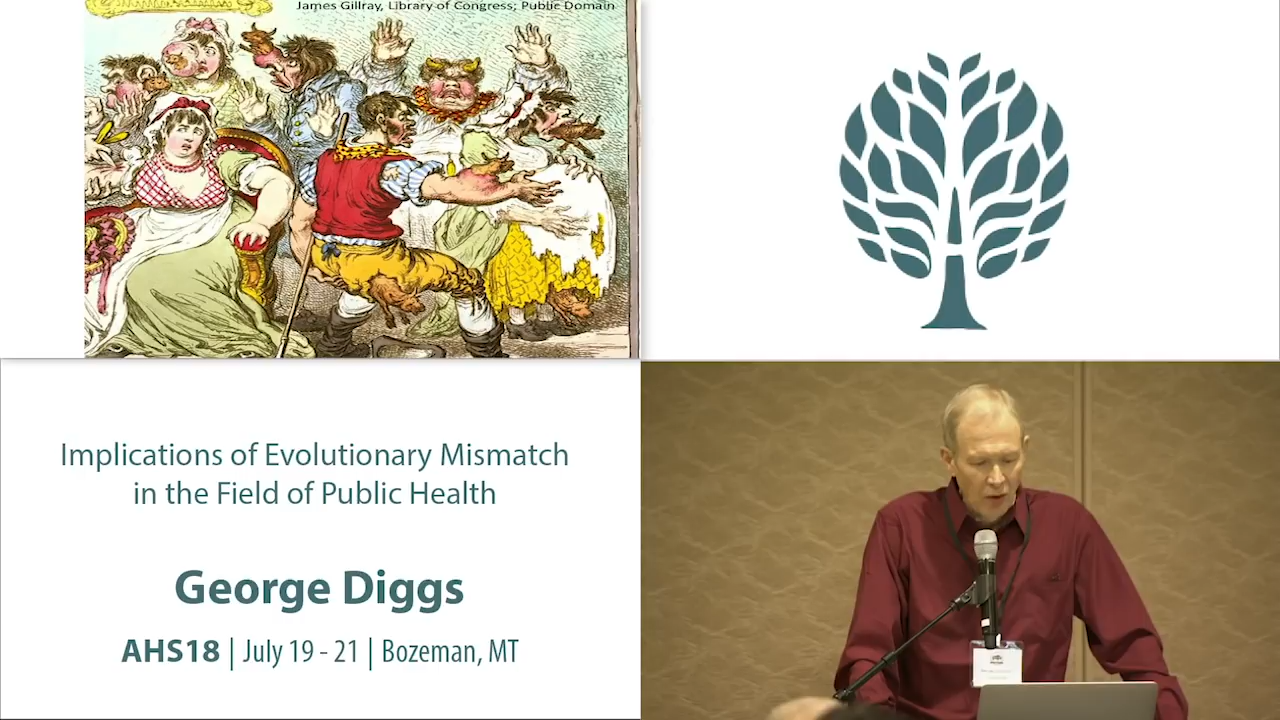 James Gillray, Library of Congress; Public Domain
Implications of Evolutionary Mismatch
in the Field of Public Health
George Diggs
AHS18 | July 19 - 21 | Bozeman, MT